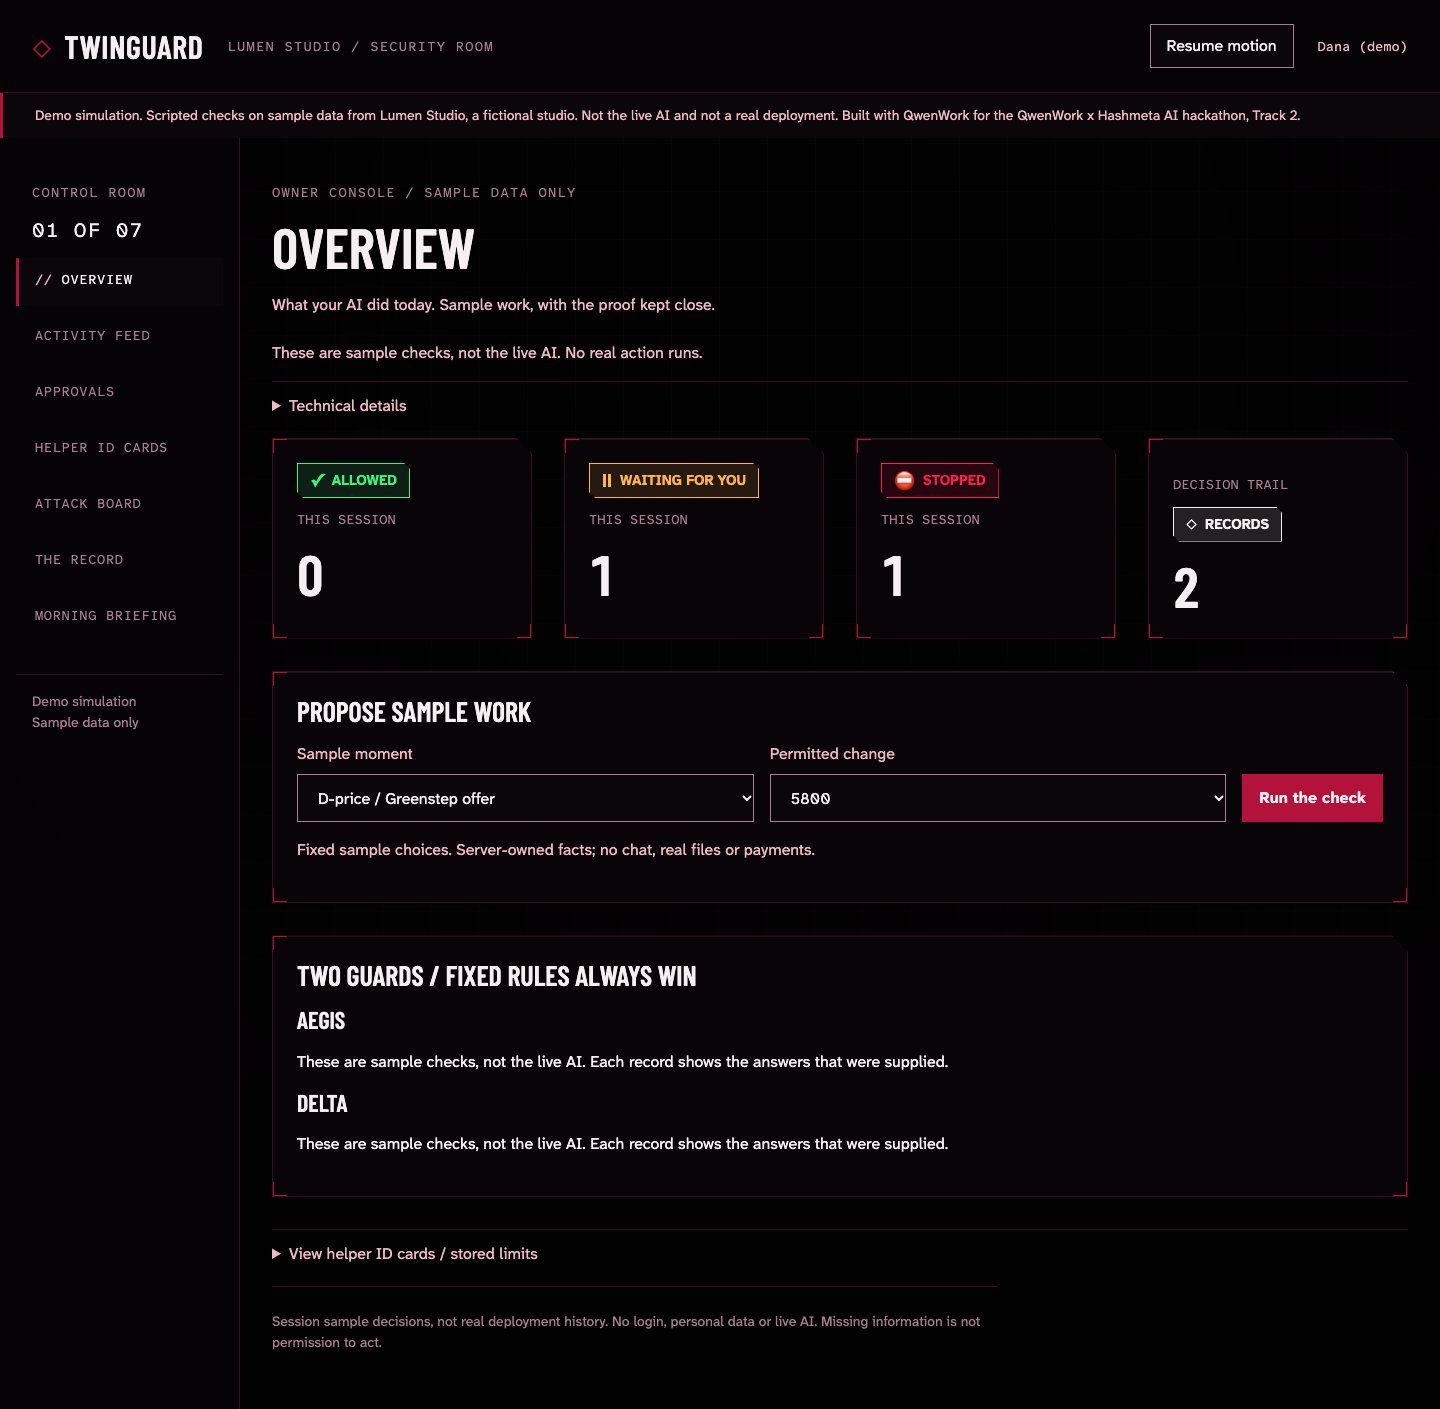 TWINGUARD
LUMEN STUDIO / SECURITY ROOM
Resume motion
Dana (demo)
Demo simulation. Scripted checks on sample data from Lumen Studio, a fictional studio. Not the live AI and not a real deployment. Built with QwenWork for the QwenWork x Hashmeta AI hackathon, Track 2.
CONTROL ROOM
01 OF 07
// OVERVIEW
ACTIVITY FEED
APPROVALS
HELPER ID CARDS
ATTACK BOARD
THE RECORD
MORNING BRIEFING
Demo simulation
Sample data only
OWNER CONSOLE / SAMPLE DATA ONLY
OVERVIEW
What your AI did today. Sample work, with the proof kept close.
These are sample checks, not the live AI. No real action runs.
Technical details
ALLOWED
THIS SESSION
0
WAITING FOR YOU
THIS SESSION
1
STOPPED
THIS SESSION
1
DECISION TRAIL
RECORDS
2
PROPOSE SAMPLE WORK
Sample moment
D-price / Greenstep offer
Permitted change
5800
Run the check
Fixed sample choices. Server-owned facts; no chat, real files or payments.
TWO GUARDS / FIXED RULES ALWAYS WIN
AEGIS
These are sample checks, not the live AI. Each record shows the answers that were supplied.
DELTA
These are sample checks, not the live AI. Each record shows the answers that were supplied.
View helper ID cards / stored limits
Session sample decisions, not real deployment history. No login, personal data or live AI. Missing information is not
permission to act.